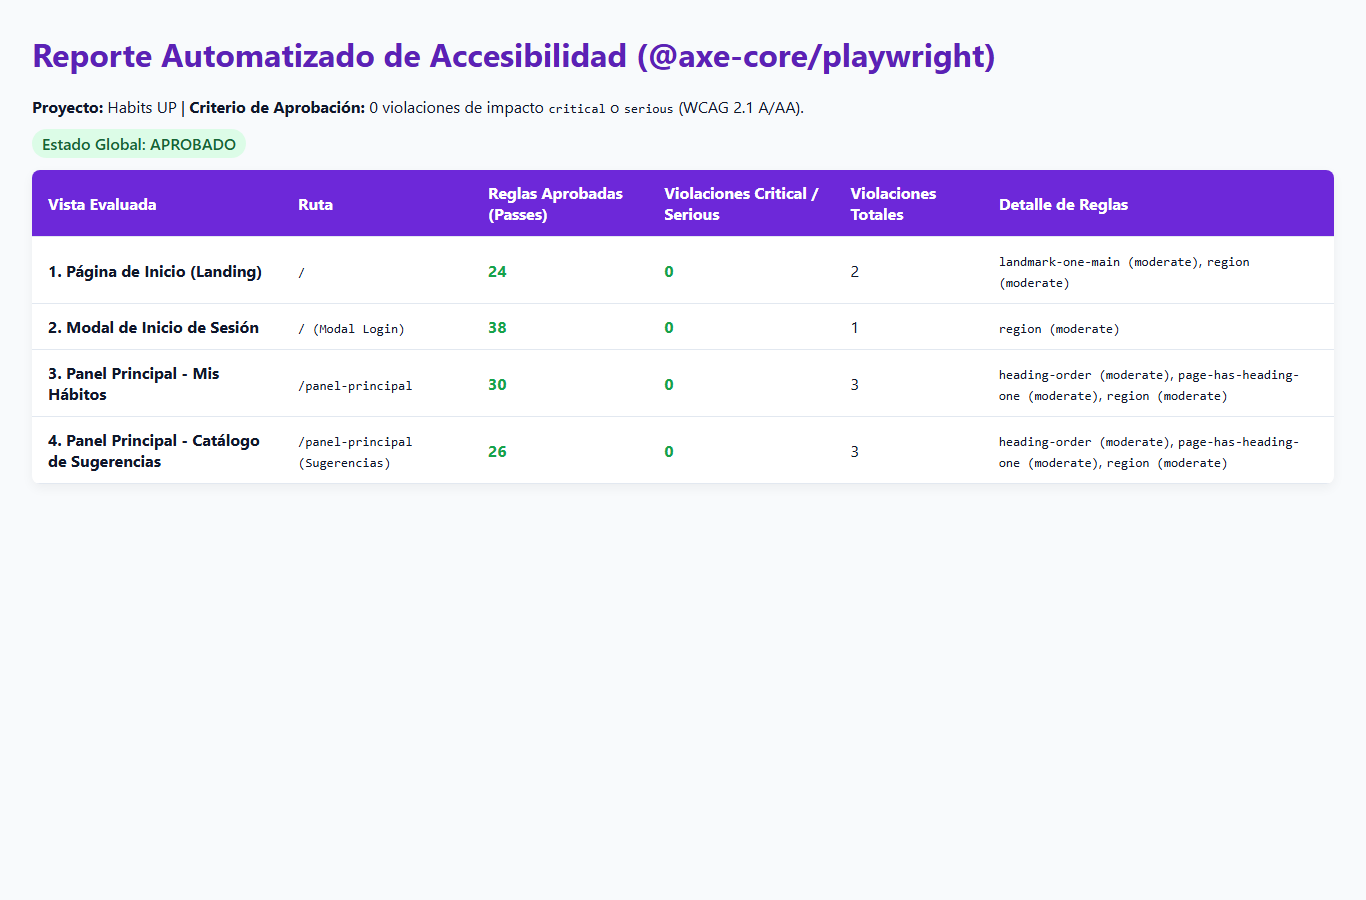 Reporte Automatizado de Accesibilidad (@axe-core/playwright)
Proyecto: Habits UP | Criterio de Aprobación: 0 violaciones de impacto critical o serious (WCAG 2.1 A/AA).
Estado Global: APROBADO
Vista Evaluada
Ruta
Reglas Aprobadas
(Passes)
Violaciones Critical /
Serious
Violaciones
Totales
Detalle de Reglas
1. Página de Inicio (Landing)
/
24
0
2
landmark-one-main (moderate), region
(moderate)
2. Modal de Inicio de Sesión
/ (Modal Login)
38
0
1
region (moderate)
3. Panel Principal - Mis
Hábitos
/panel-principal
30
0
3
heading-order (moderate), page-has-heading-
one (moderate), region (moderate)
4. Panel Principal - Catálogo
de Sugerencias
/panel-principal
(Sugerencias)
26
0
3
heading-order (moderate), page-has-heading-
one (moderate), region (moderate)